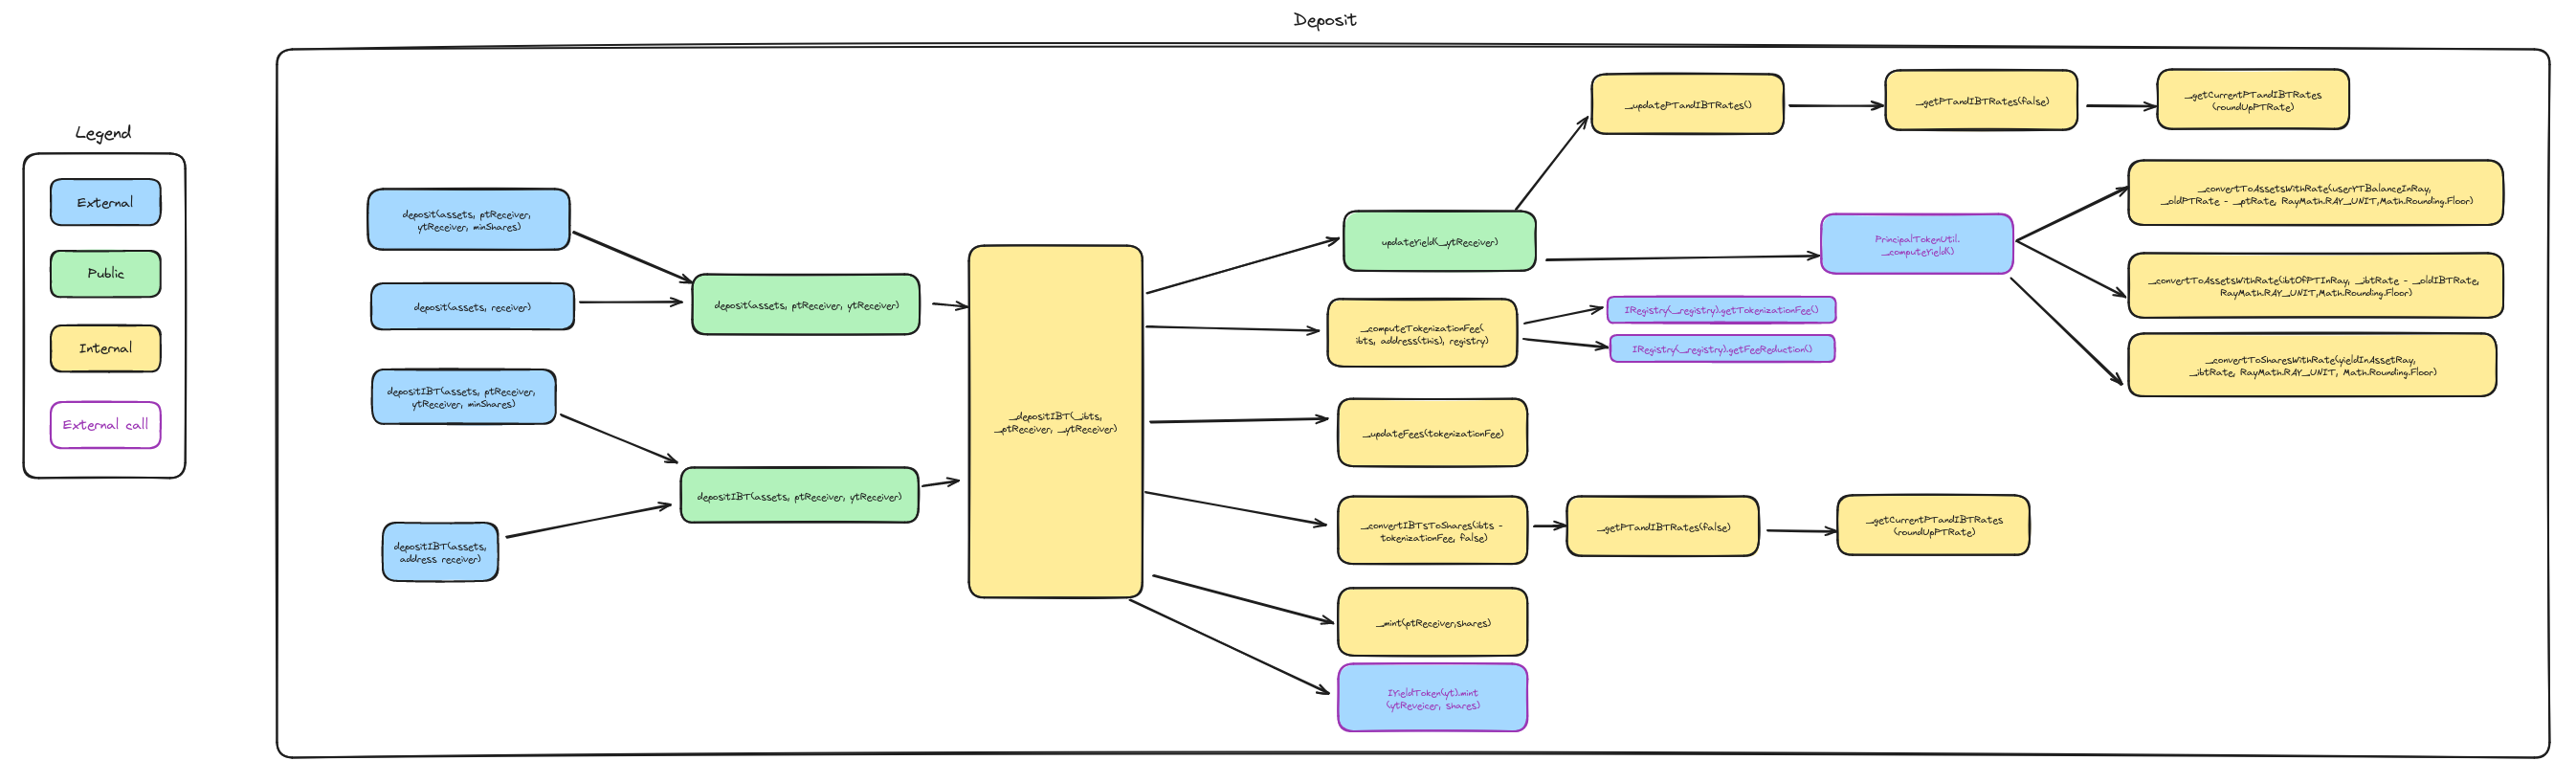 Deposit
Legend
External
Public
Internal
External call
deposit(assets, ptReceiver,
ytReceiver, minShares)
deposit(assets, receiver)
depositIBT(assets, ptReceiver,
ytReceiver, minShares)
depositIBT(assets,
address receiver)
deposit(assets, ptReceiver, ytReceiver)
depositIBT(assets, ptReceiver, ytReceiver)
_depositIBT(_ibts,
_ptReceiver, _ytReceiver)
updateYield(_ytReceiver)
_computeTokenizationFee(
ibts, address(this), registry)
_updateFees(tokenizationFee)
_convertIBTsToShares(ibts -
tokenizationFee, false)
_mint(ptReceiver,shares)
IYieldToken(yt).mint
(ytReveicer, shares)
_updatePTandIBTRates()
_getPTandIBTRates(false)
_getCurrentPTandIBTRates
(roundUpPTRate)
PrincipalTokenUtil.
_computeYield()
IRegistry(_registry).getTokenizationFee()
IRegistry(_registry).getFeeReduction()
_getPTandIBTRates(false)
_getCurrentPTandIBTRates
(roundUpPTRate)
_convertToAssetsWithRate(userYTBalanceInRay,
_oldPTRate - _ptRate, RayMath.RAY_UNIT,Math.Rounding.Floor)
_convertToAssetsWithRate(ibtOfPTInRay, _ibtRate - _oldIBTRate,
RayMath.RAY_UNIT,Math.Rounding.Floor)
_convertToSharesWithRate(yieldInAssetRay,
_ibtRate, RayMath.RAY_UNIT, Math.Rounding.Floor)